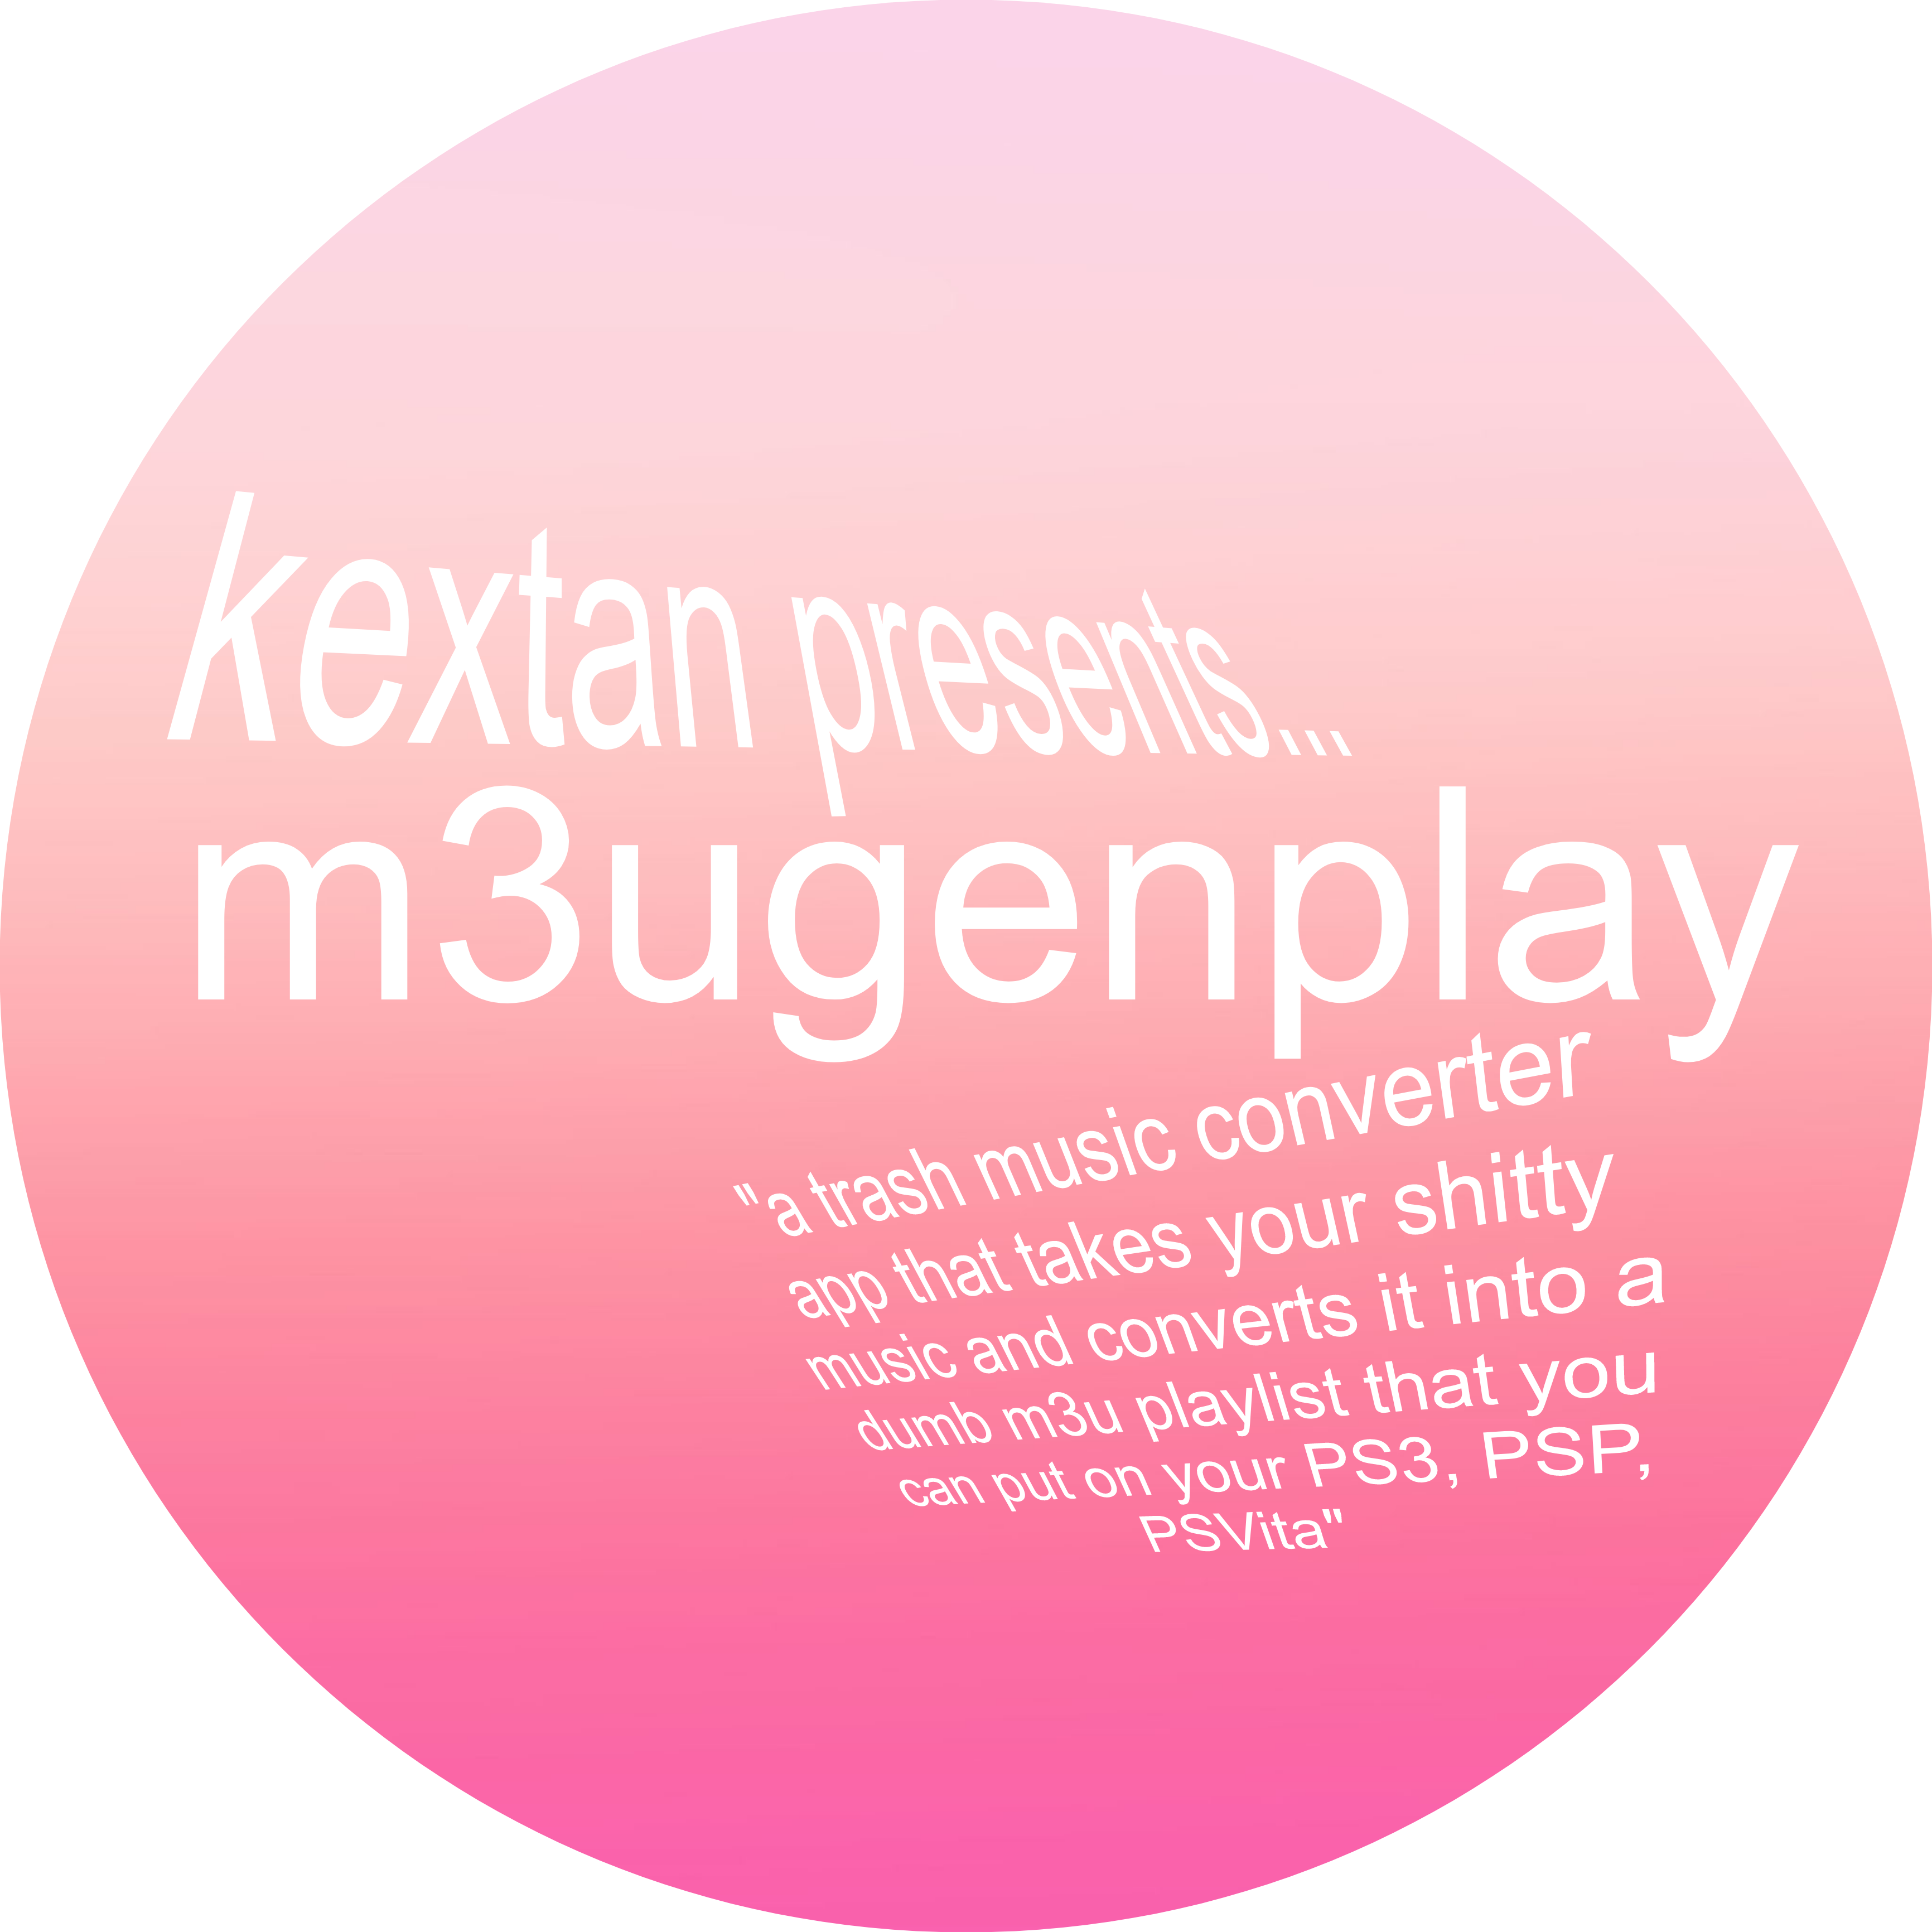 kextan presents...
m3ugenplay
"a trash music converter
app that takes your shitty
music and converts it into a
dumb m3u playlist that you
can put on your PS3, PSP,
PSVita"